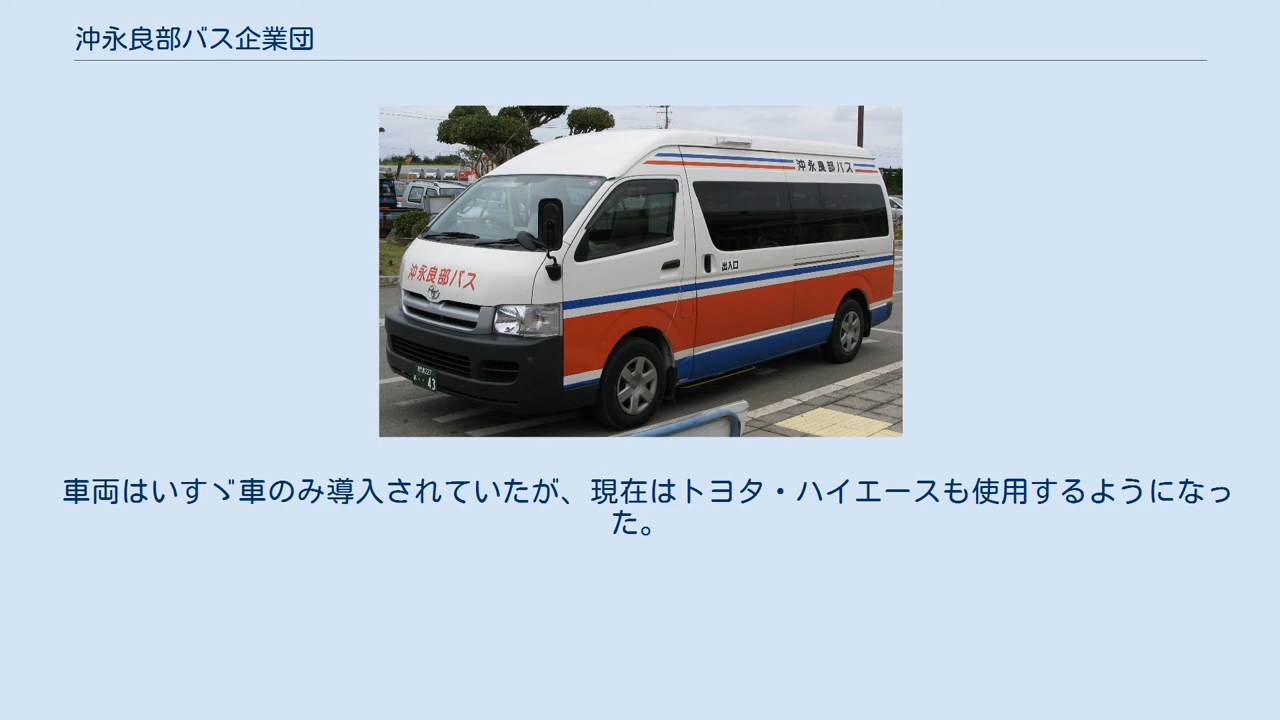 沖永良部バス企業団
沖永良部バス
沖永良部バス
出入口
43
車両はいすゞ車のみ導入されていたが、現在はトヨタ・ハイエースも使用するようになっ
た。